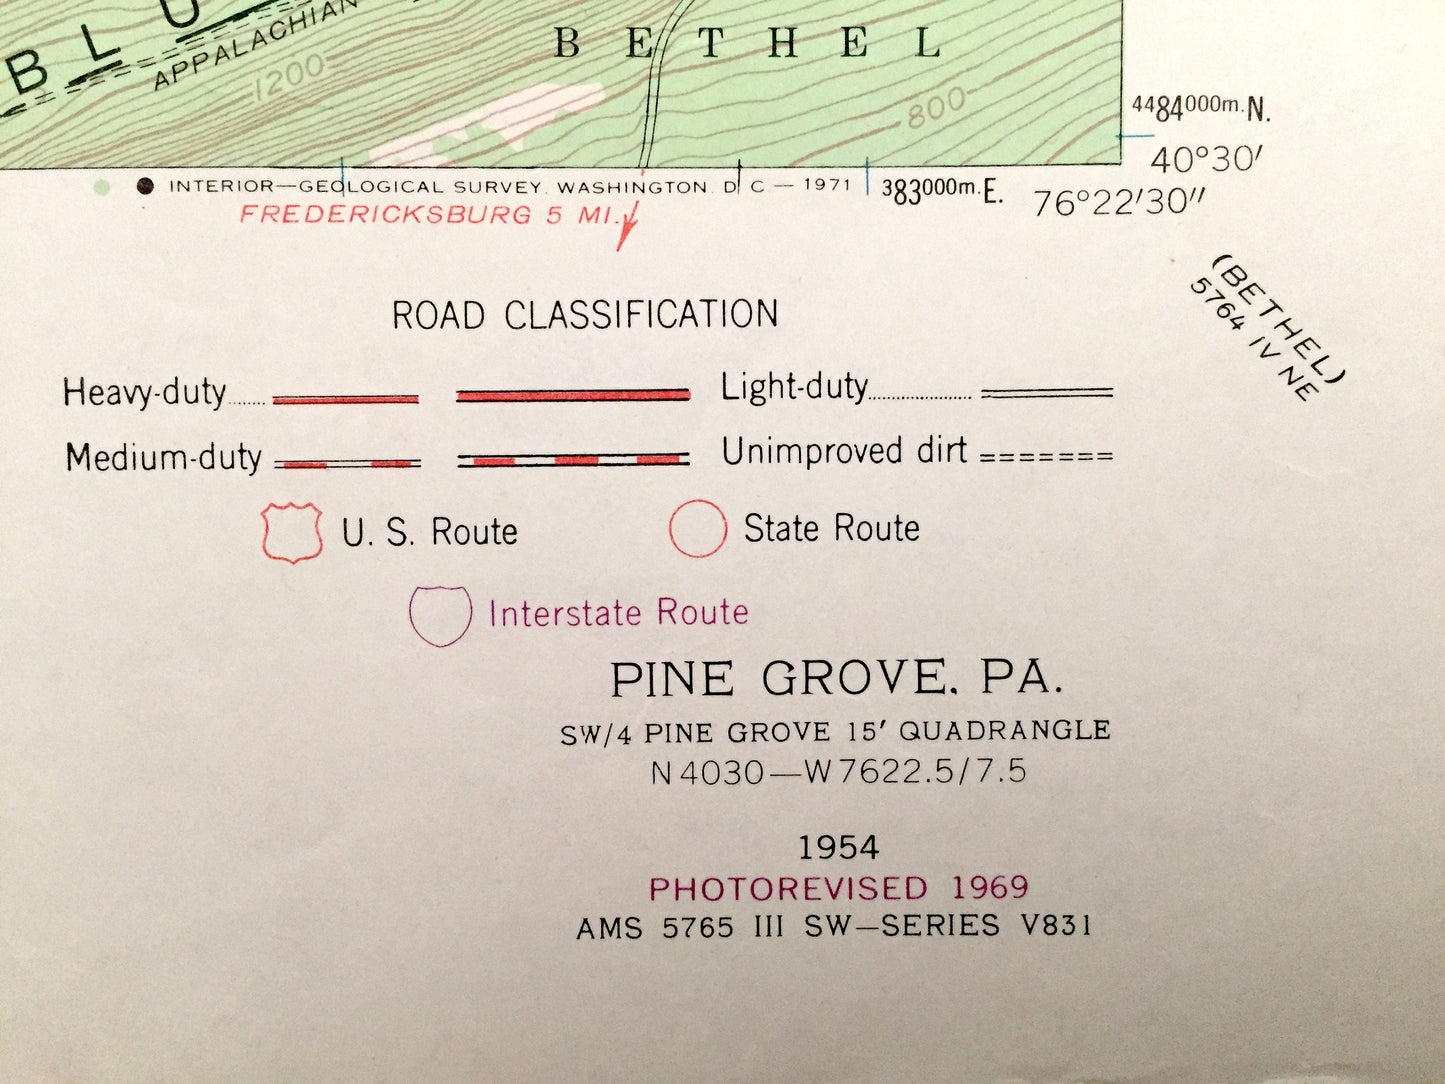 BLU
APPALACHIAN
1200
BETHEL
800
4484000m.N.
40°30′
INTERIOR—GEOLOGICAL SURVEY, WASHINGTON, D C — 1971
383000m.E.
76°22′30″
FREDERICKSBURG 5 MI.
(BETHEL)
5764 IV NE
ROAD CLASSIFICATION
Heavy-duty
Light-duty
Medium-duty
Unimproved dirt
U. S. Route
State Route
Interstate Route
PINE GROVE, PA.
SW/4 PINE GROVE 15′ QUADRANGLE
N4030—W7622.5/7.5
1954
PHOTOREVISED 1969
AMS 5765 III SW—SERIES V831